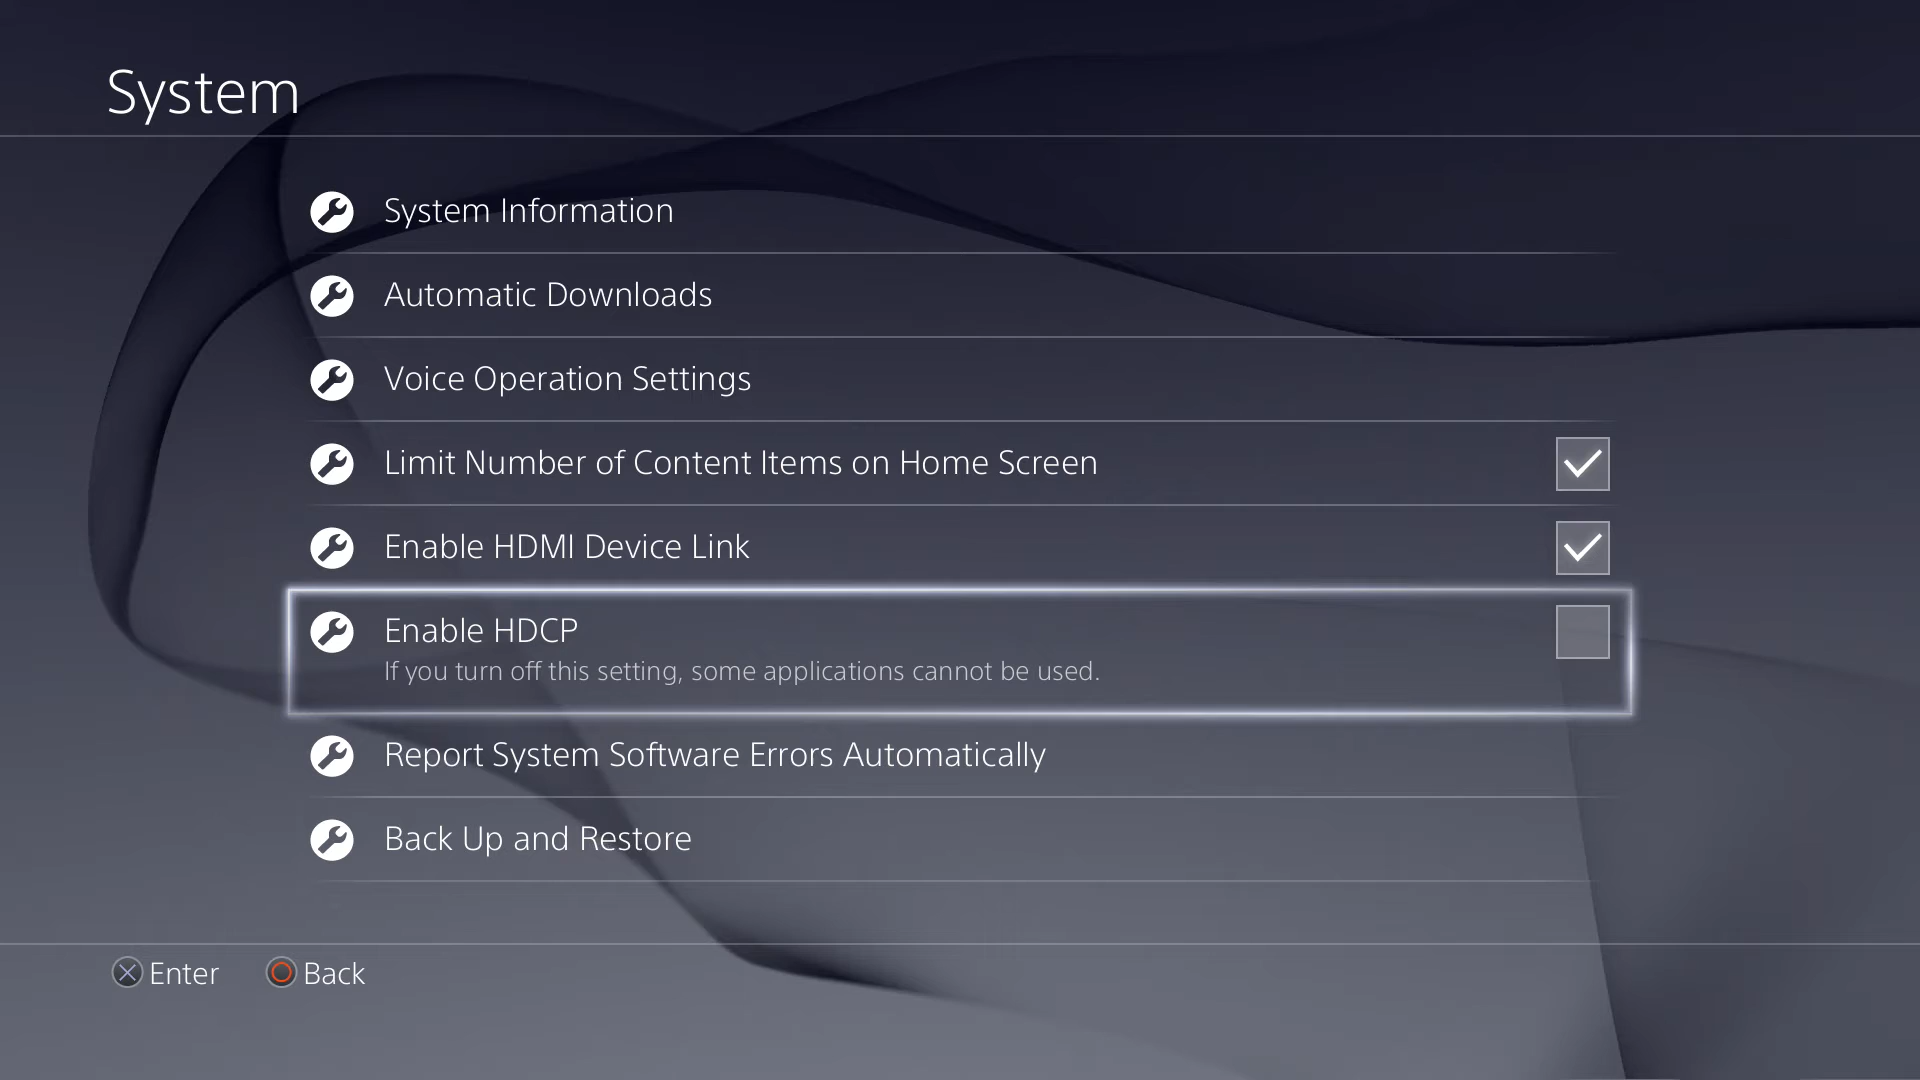 System
System Information
Automatic Downloads
Voice Operation Settings
Limit Number of Content Items on Home Screen
Enable HDMI Device Link
Enable HDCP
If you turn off this setting, some applications cannot be used.
Report System Software Errors Automatically
Back Up and Restore
Enter Back